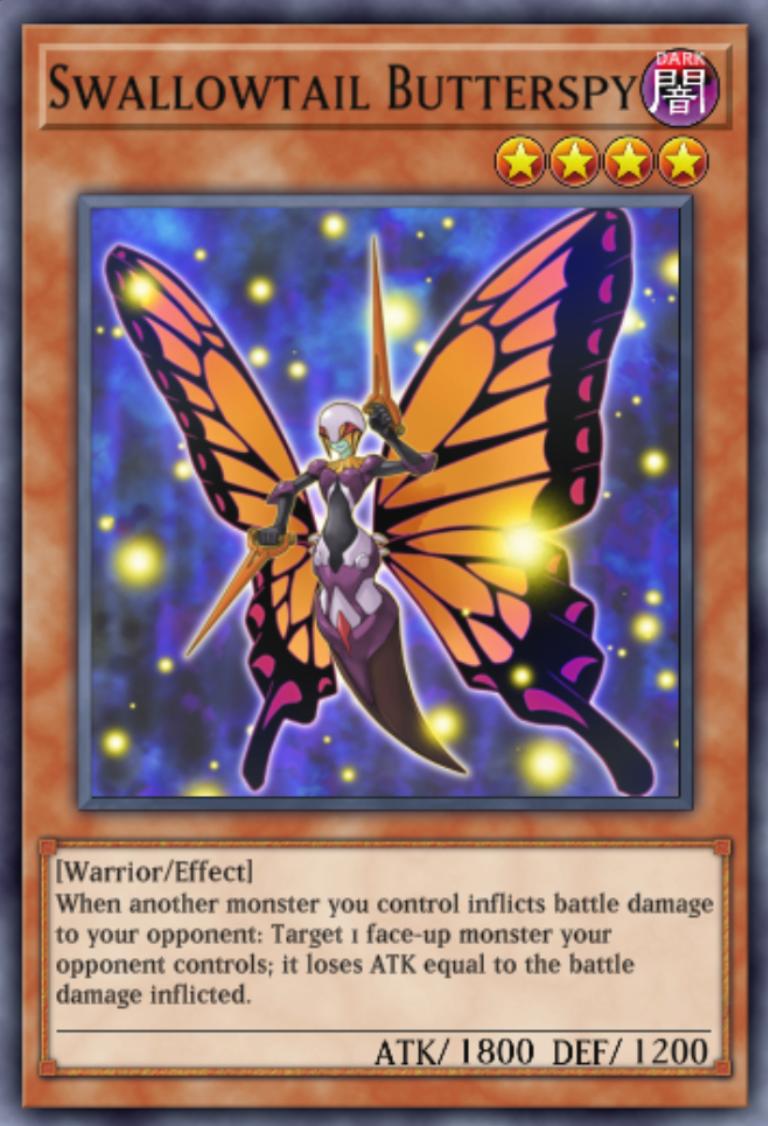 Swallowtail Butterspy
DARK
闇
[Warrior/Effect]
When another monster you control inflicts battle damage
to your opponent: Target 1 face-up monster your
opponent controls; it loses ATK equal to the battle
damage inflicted.
ATK/ 1800 DEF/ 1200